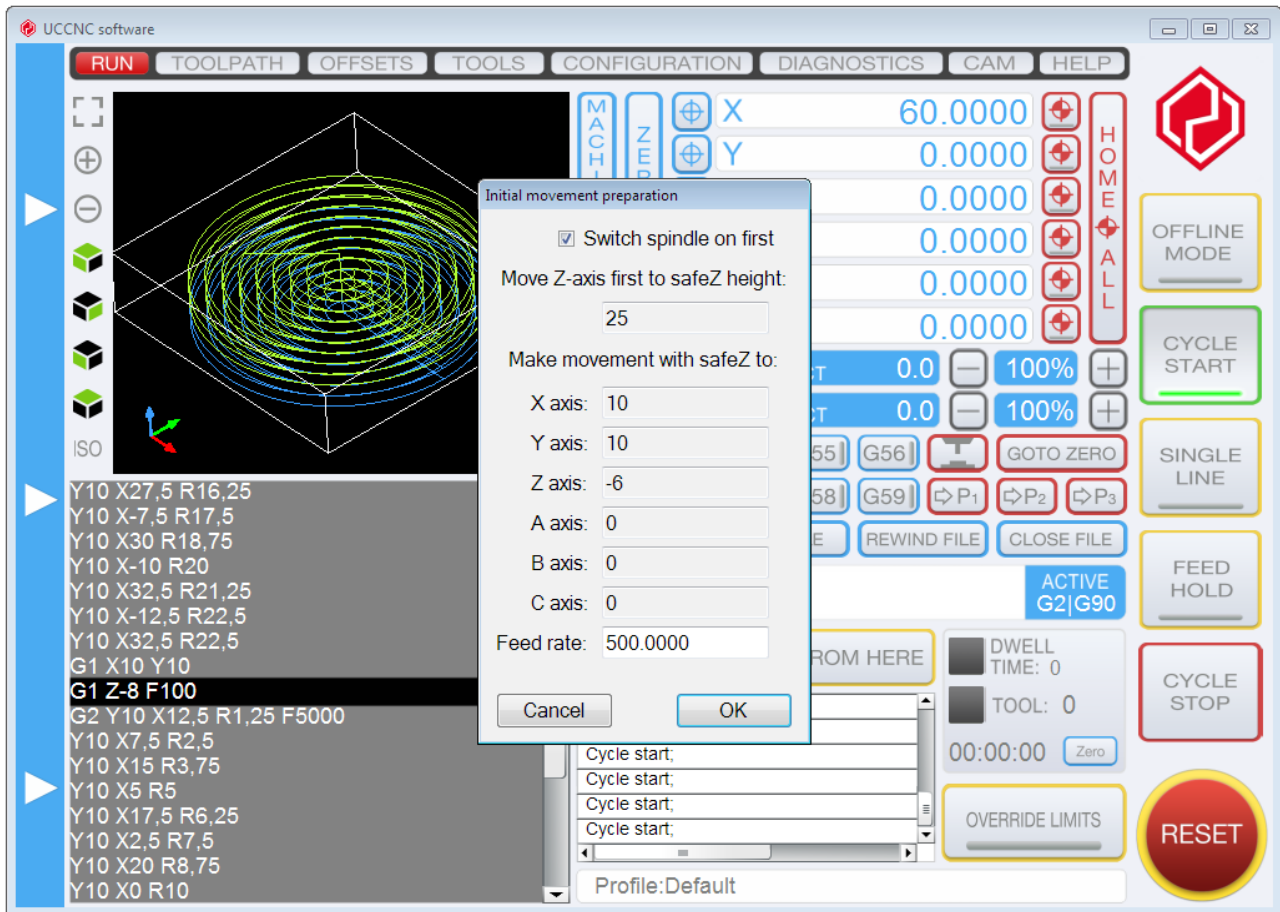 UCCNC software
RUN TOOLPATH OFFSETS TOOLS CONFIGURATION DIAGNOSTICS CAM HELP
MACHI
ZE
X 60.0000
Y 0.0000
0.0000
0.0000
0.0000
0.0000
HOME ALL
ISO
Initial movement preparation
Switch spindle on first
Move Z-axis first to safeZ height:
25
Make movement with safeZ to:
X axis: 10
Y axis: 10
Z axis: -6
A axis: 0
B axis: 0
C axis: 0
Feed rate: 500.0000
Cancel OK
CT 0.0 100%
CT 0.0 100%
55 G56 GOTO ZERO
58 G59 P1 P2 P3
E REWIND FILE CLOSE FILE
ACTIVE
G2|G90
ROM HERE
DWELL
TIME: 0
TOOL: 0
00:00:00 Zero
Cycle start;
Cycle start;
Cycle start;
Cycle start;
OVERRIDE LIMITS
Profile:Default
Y10 X27,5 R16,25
Y10 X-7,5 R17,5
Y10 X30 R18,75
Y10 X-10 R20
Y10 X32,5 R21,25
Y10 X-12,5 R22,5
Y10 X32,5 R22,5
G1 X10 Y10
G1 Z-8 F100
G2 Y10 X12,5 R1,25 F5000
Y10 X7,5 R2,5
Y10 X15 R3,75
Y10 X5 R5
Y10 X17,5 R6,25
Y10 X2,5 R7,5
Y10 X20 R8,75
Y10 X0 R10
OFFLINE
MODE
CYCLE
START
SINGLE
LINE
FEED
HOLD
CYCLE
STOP
RESET